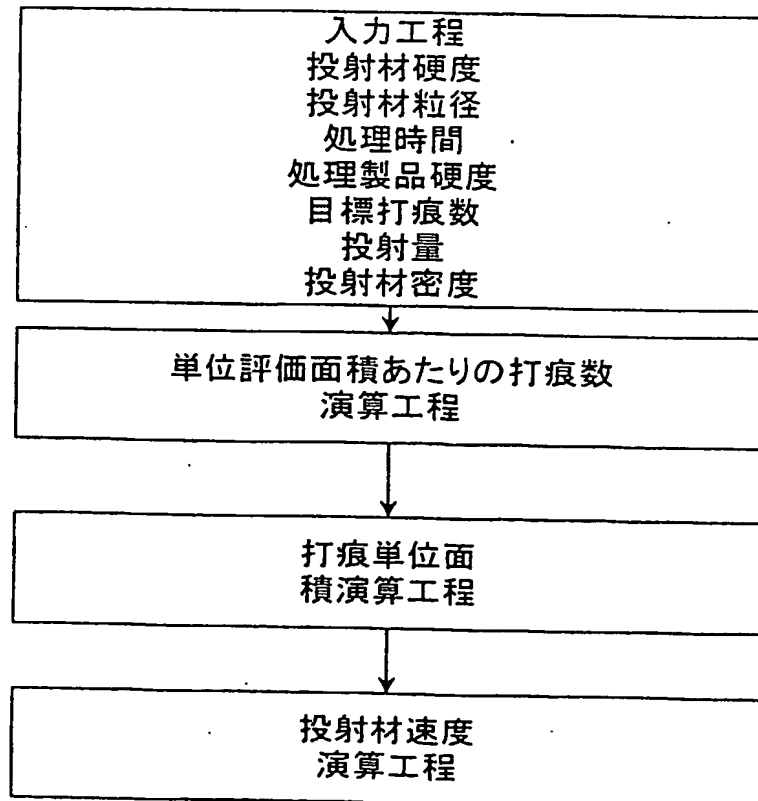 入力工程
投射材硬度
投射材粒径
処理時間
処理製品硬度
目標打痕数
投射量
投射材密度
単位評価面積あたりの打痕数
演算工程
打痕単位面
積演算工程
投射材速度
演算工程